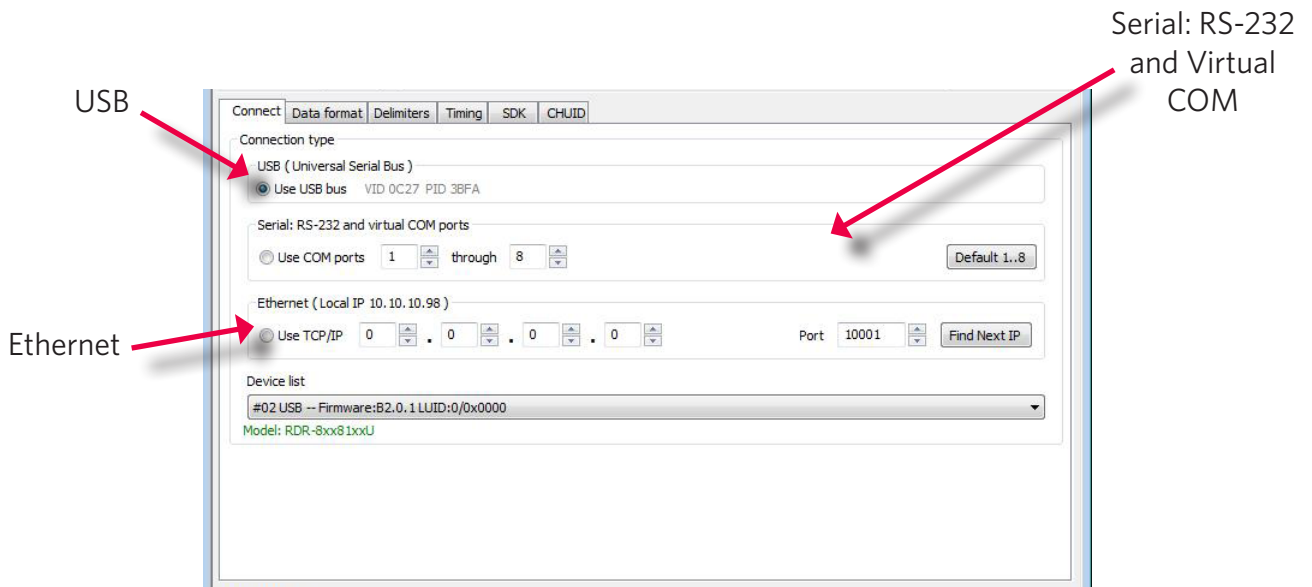 Serial: RS-232
and Virtual
COM
USB
Connect Data format Delimiters Timing SDK CHUID
Connection type
USB ( Universal Serial Bus )
Use USB bus VID 0C27 PID 3BFA
Serial: RS-232 and virtual COM ports
Use COM ports 1 through 8 Default 1..8
Ethernet ( Local IP 10.10.10.98 )
Ethernet
Use TCP/IP 0 . 0 . 0 . 0 Port 10001 Find Next IP
Device list
#02 USB -- Firmware:B2.0.1 LUID:0/0x0000
Model: RDR-8xx81xxU